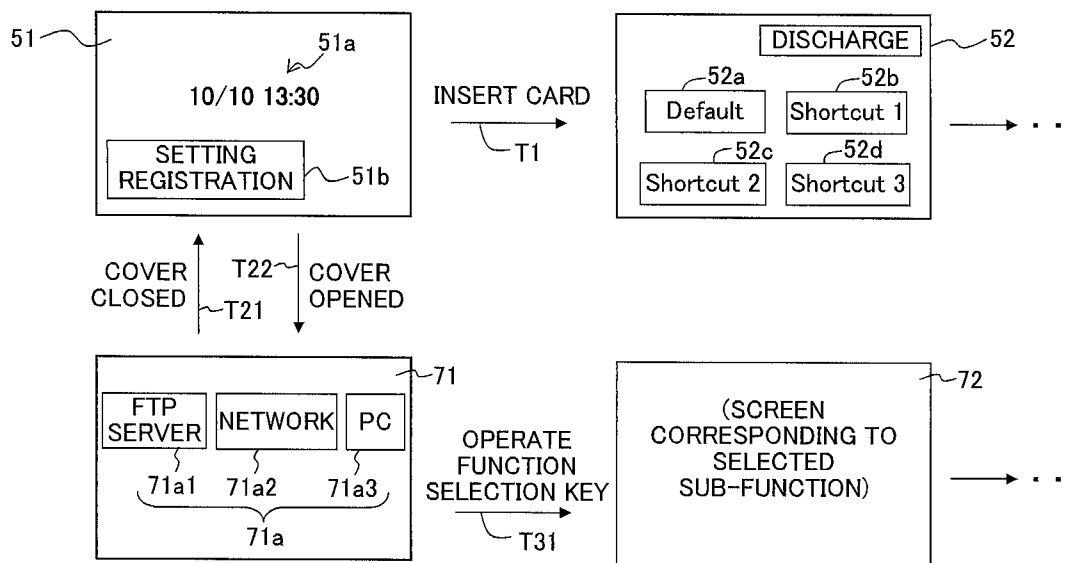 51
51a
10/10 13:30
SETTING
REGISTRATION
51b
INSERT CARD
T1
DISCHARGE
52
52a
Default
52b
Shortcut 1
52c
Shortcut 2
52d
Shortcut 3
COVER
CLOSED
T21
T22
COVER
OPENED
71
FTP
SERVER
NETWORK
PC
71a1
71a2
71a3
71a
OPERATE
FUNCTION
SELECTION KEY
T31
72
(SCREEN
CORRESPONDING TO
SELECTED
SUB-FUNCTION)